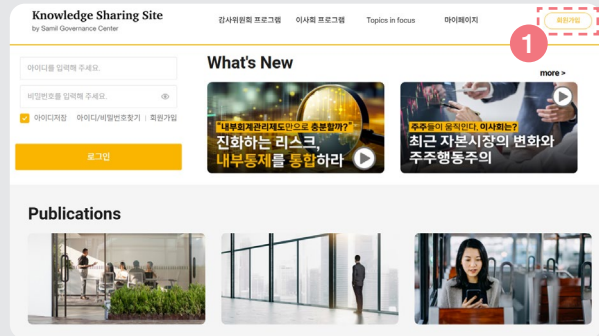 Knowledge Sharing Site
by Samil Governance Center
감사위원회 프로그램 이사회 프로그램 Topics in focus 마이페이지 회원가입
1
아이디를 입력해 주세요.
비밀번호를 입력해 주세요.
아이디저장 아이디/비밀번호찾기 | 회원가입
로그인
What's New
more >
"내부회계관리제도만으로 충분할까?"
진화하는 리스크,
내부통제를 통합하라
주주들이 움직인다, 이사회는?
최근 자본시장의 변화와
주주행동주의
Publications